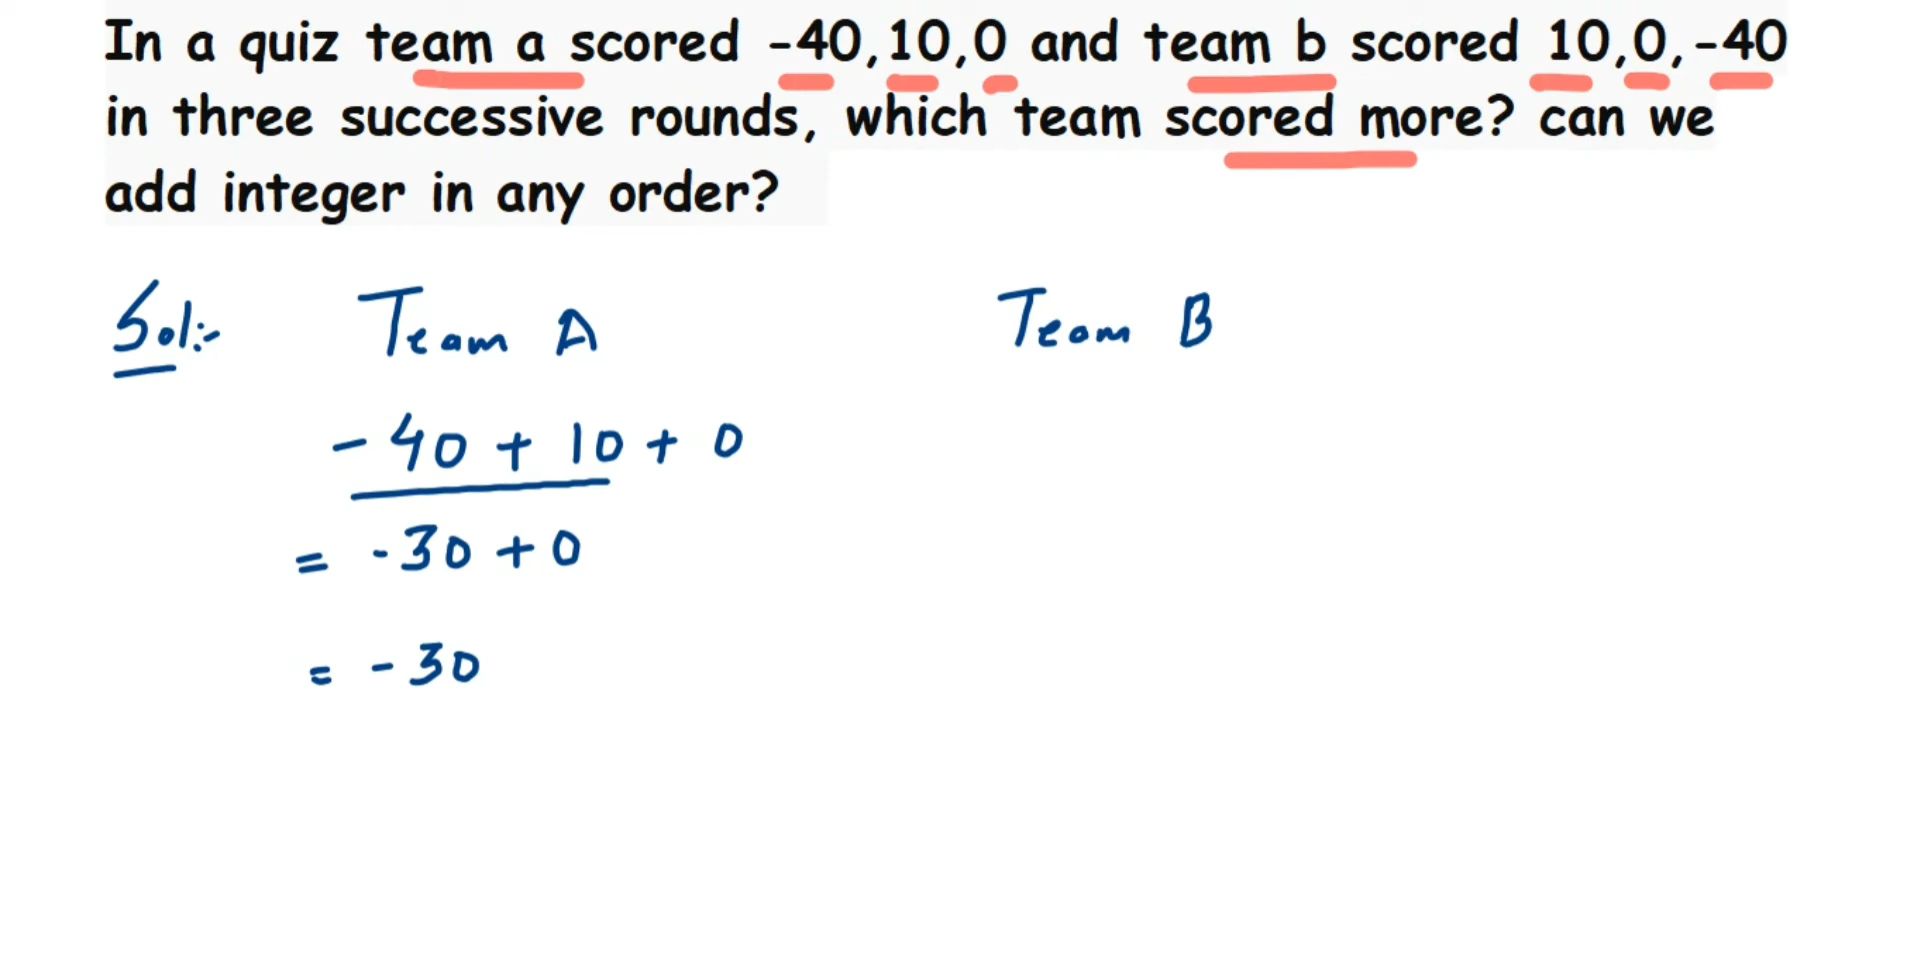 In a quiz team a scored -40,10,0 and team b scored 10,0,-40
in three successive rounds, which team scored more? can we
add integer in any order?
Sol:- Team A Team B
- 40 + 10 + 0
= -30 + 0
= - 30